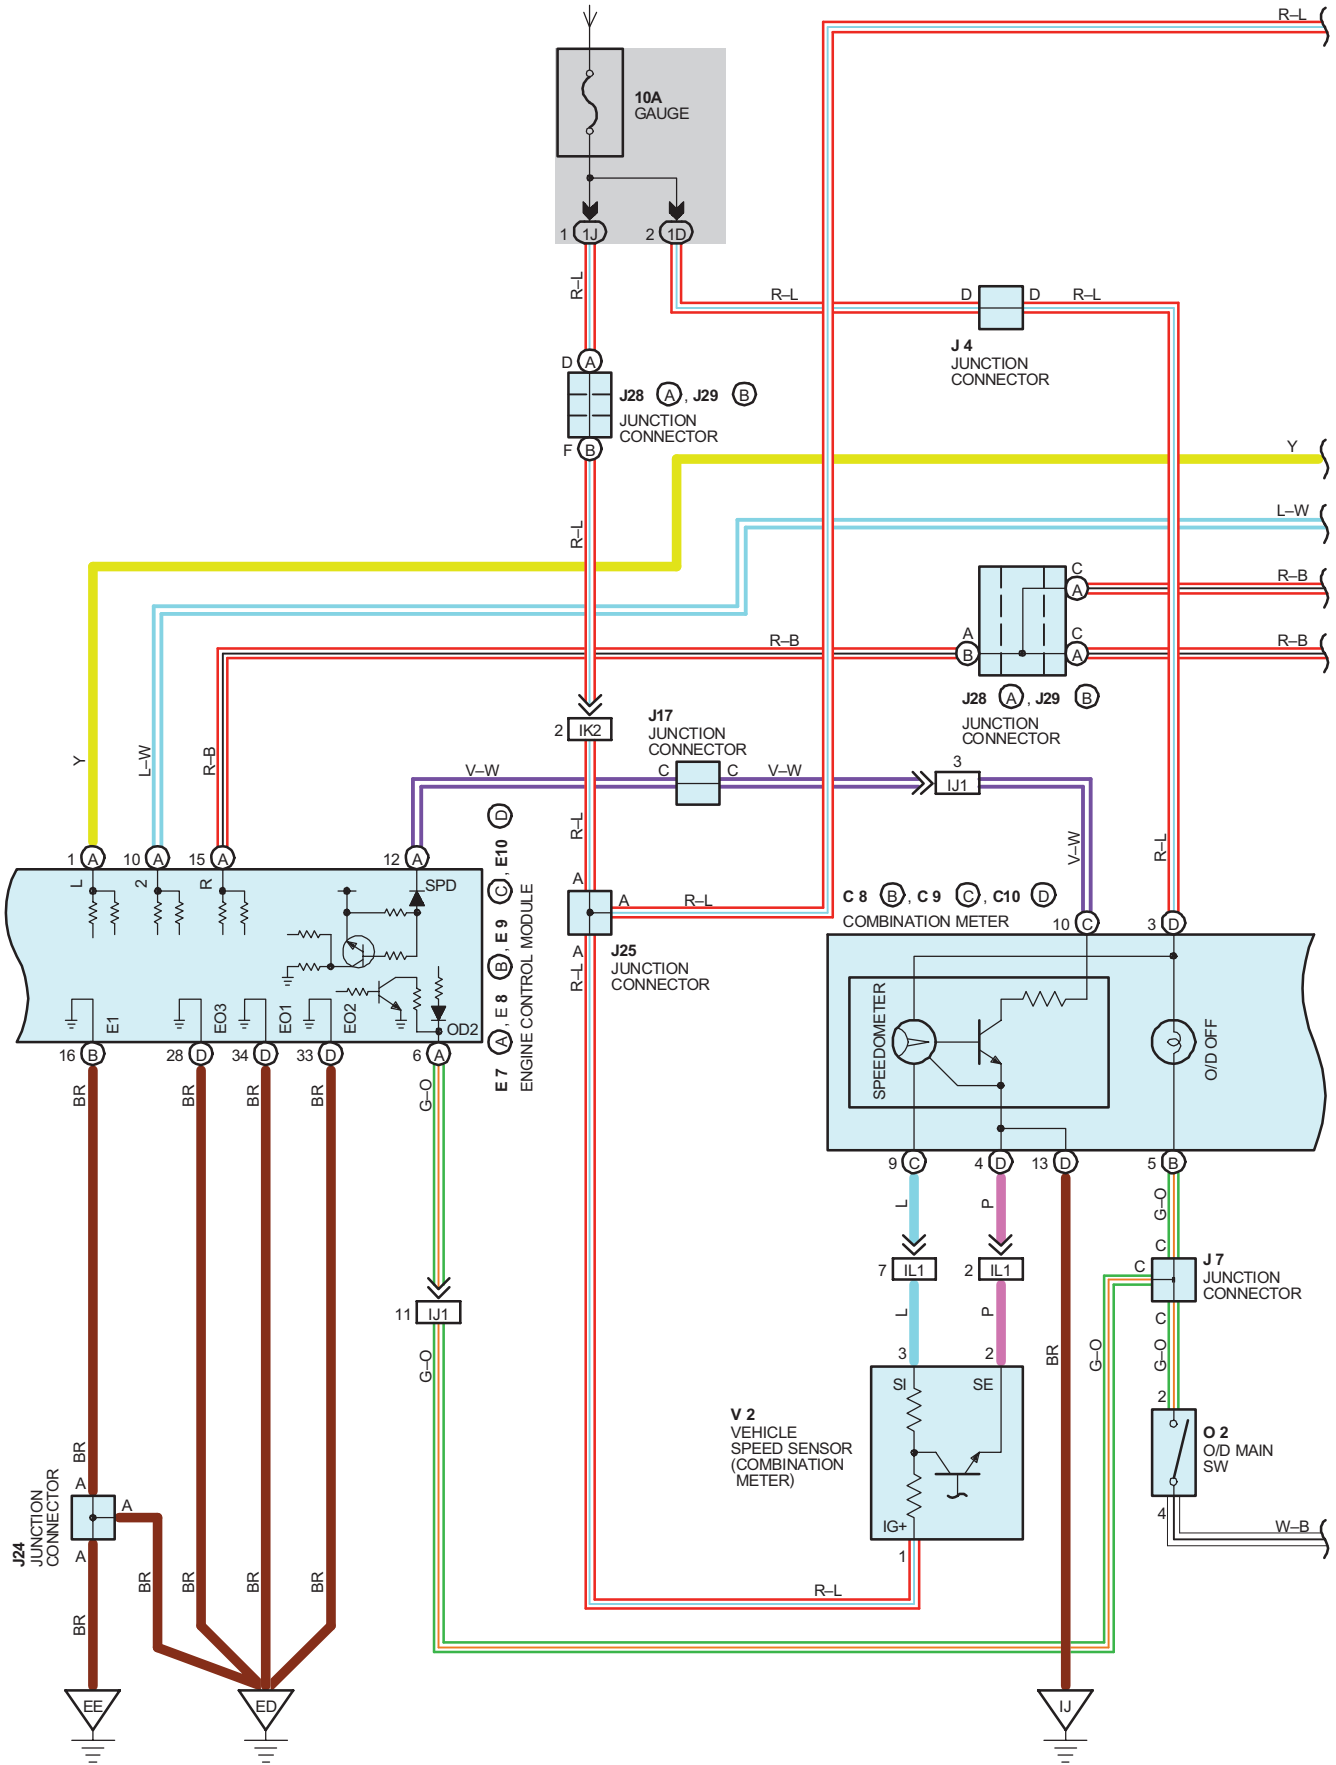 R–L
10A
GAUGE
1 1J
2 1D
R–L
R–L
D D
R–L
J 4
JUNCTION
CONNECTOR
D A
J28 A , J29 B
JUNCTION
CONNECTOR
F B
Y
L–W
R–L
C
A
R–B
R–B
A
B
C
A
R–B
J28 A , J29 B
JUNCTION
CONNECTOR
2 IK2
J17
JUNCTION
CONNECTOR
Y
L–W
R–B
V–W
C C
V–W
3
IJ1
R–L
V–W
R–L
1 A
10 A
15 A
12 A
L
2
R
SPD
E 7 A , E 8 B , E 9 C , E10 D
ENGINE CONTROL MODULE
A
A
R–L
A
R–L
J25
JUNCTION
CONNECTOR
C 8 B , C 9 C , C10 D
COMBINATION METER
10 C
3 D
SPEEDOMETER
O/D OFF
E1
EO3
EO1
EO2
OD2
16 B
28 D
34 D
33 D
6 A
BR
BR
BR
BR
G–O
9 C
4 D
13 D
5 B
L
P
G–O
7 IL1
2 IL1
C
C
J 7
JUNCTION
CONNECTOR
C
11 IJ1
L
P
G–O
BR
G–O
G–O
3
2
2
SI
SE
V 2
VEHICLE
SPEED SENSOR
(COMBINATION
METER)
IG+
1
O 2
O/D MAIN
SW
4
W–B
BR
A
A
J24
JUNCTION
CONNECTOR
A
BR
BR
BR
BR
BR
R–L
EE
ED
IJ